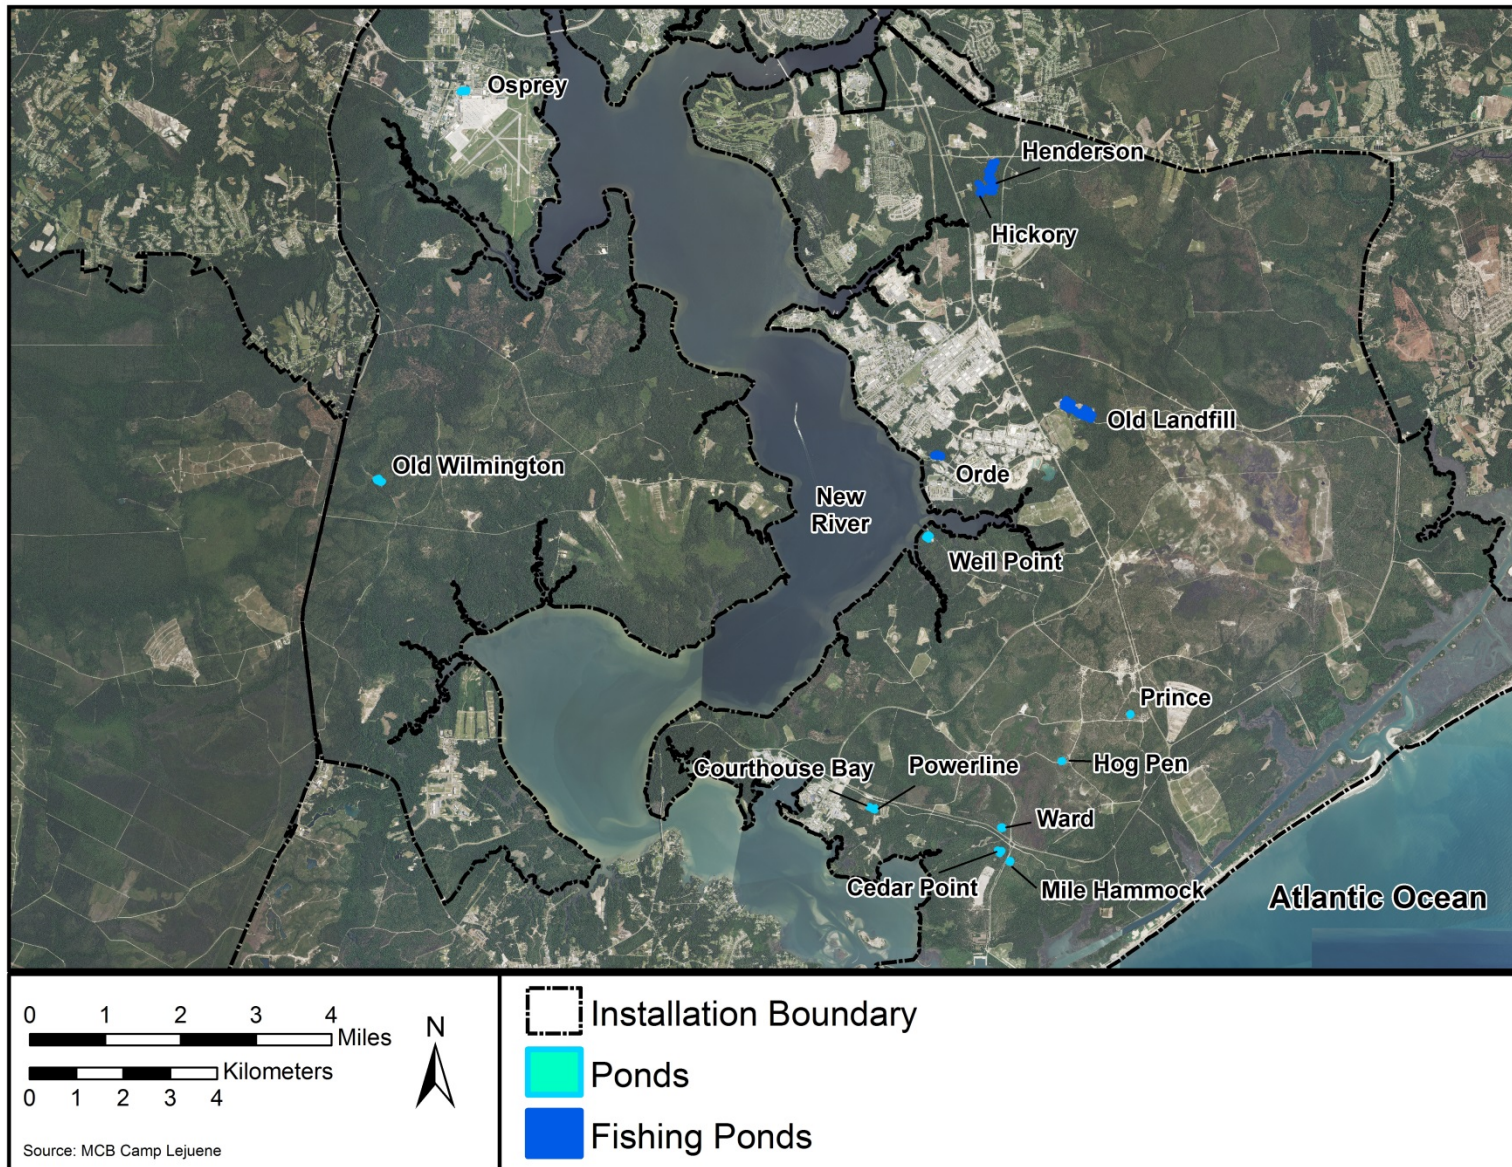 Osprey
Henderson
Hickory
Old Landfill
Old Wilmington
Orde
New
River
Weil Point
Prince
Courthouse Bay
Powerline
Hog Pen
Ward
Cedar Point
Mile Hammock
Atlantic Ocean
0 1 2 3 4
Miles
Kilometers
0 1 2 3 4
N
Source: MCB Camp Lejuene
Installation Boundary
Ponds
Fishing Ponds